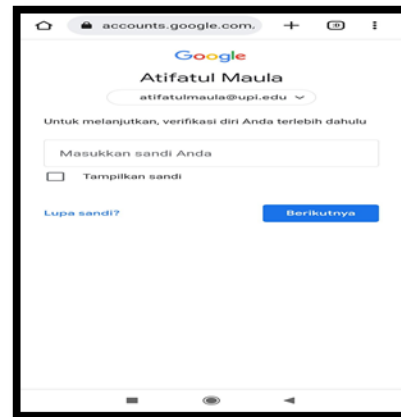 accounts.google.com.
Google
Atifatul Maula
atifatulmaula@upi.edu
Untuk melanjutkan, verifikasi diri Anda terlebih dahulu
Masukkan sandi Anda
Tampilkan sandi
Lupa sandi?
Berikutnya